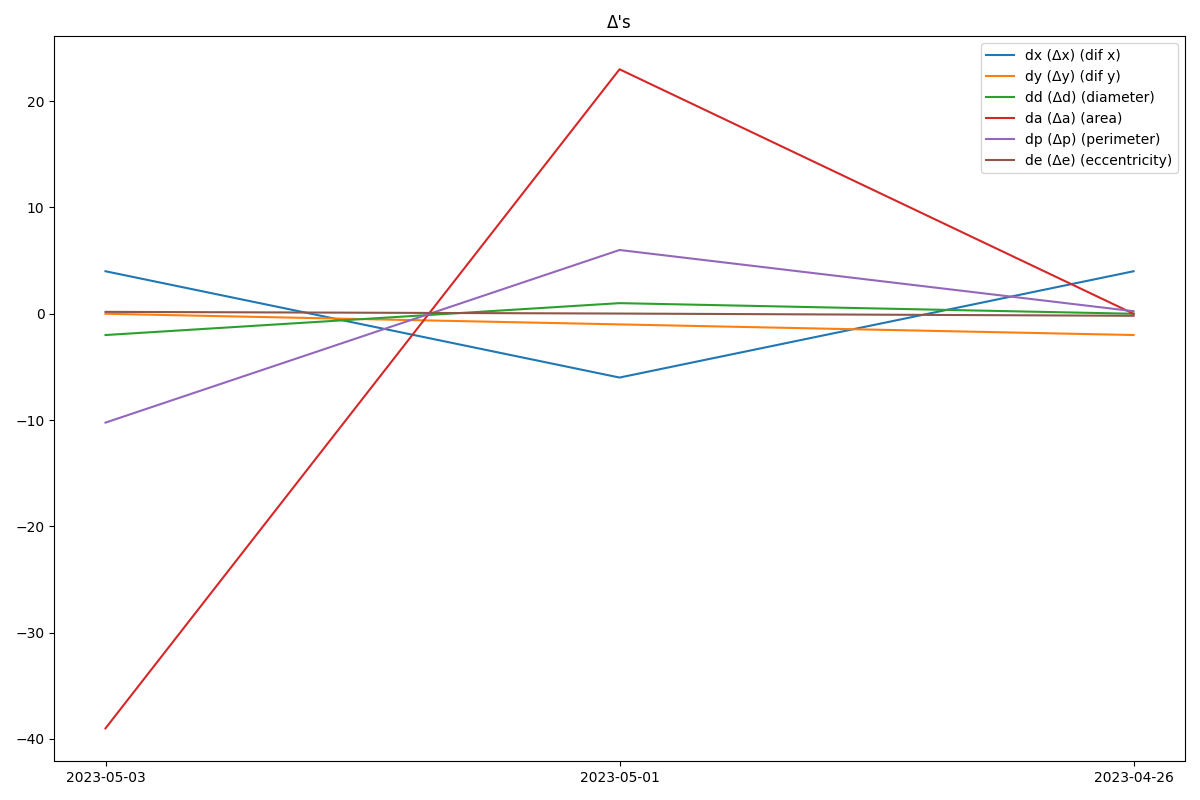 Δ's
dx (Δx) (dif x)
dy (Δy) (dif y)
dd (Δd) (diameter)
da (Δa) (area)
dp (Δp) (perimeter)
de (Δe) (eccentricity)
20
10
0
−10
−20
−30
−40
2023-05-03 2023-05-01 2023-04-26